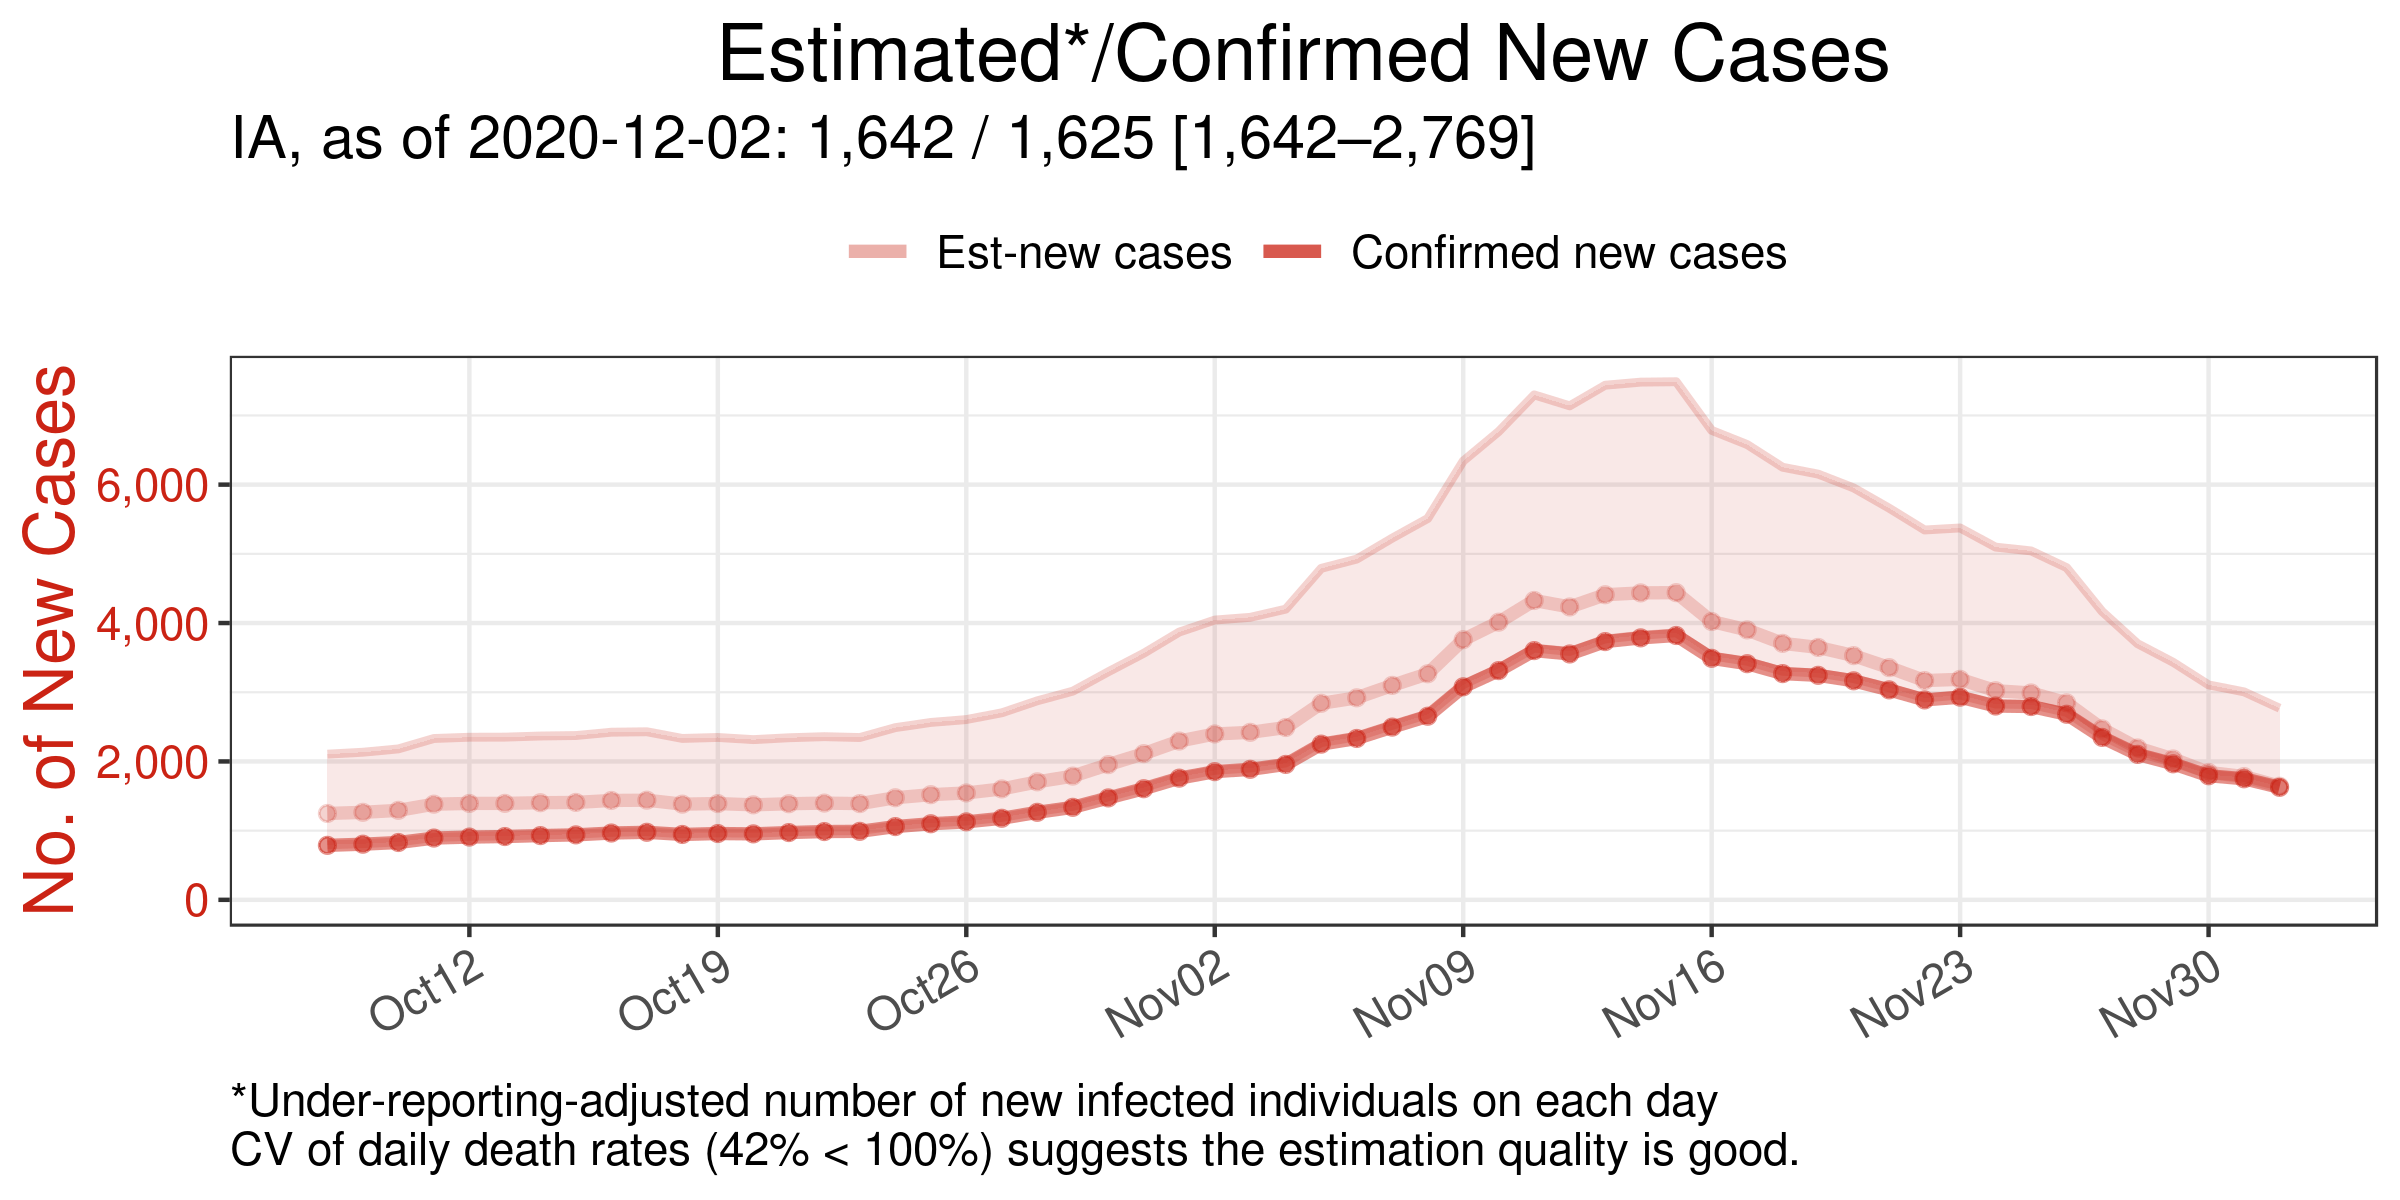 Estimated*/Confirmed New Cases
IA, as of 2020-12-02: 1,642 / 1,625 [1,642–2,769]
Est-new cases
Confirmed new cases
No. of New Cases
6,000
4,000
2,000
0
Oct12
Oct19
Oct26
Nov02
Nov09
Nov16
Nov23
Nov30
*Under-reporting-adjusted number of new infected individuals on each day
CV of daily death rates (42% < 100%) suggests the estimation quality is good.